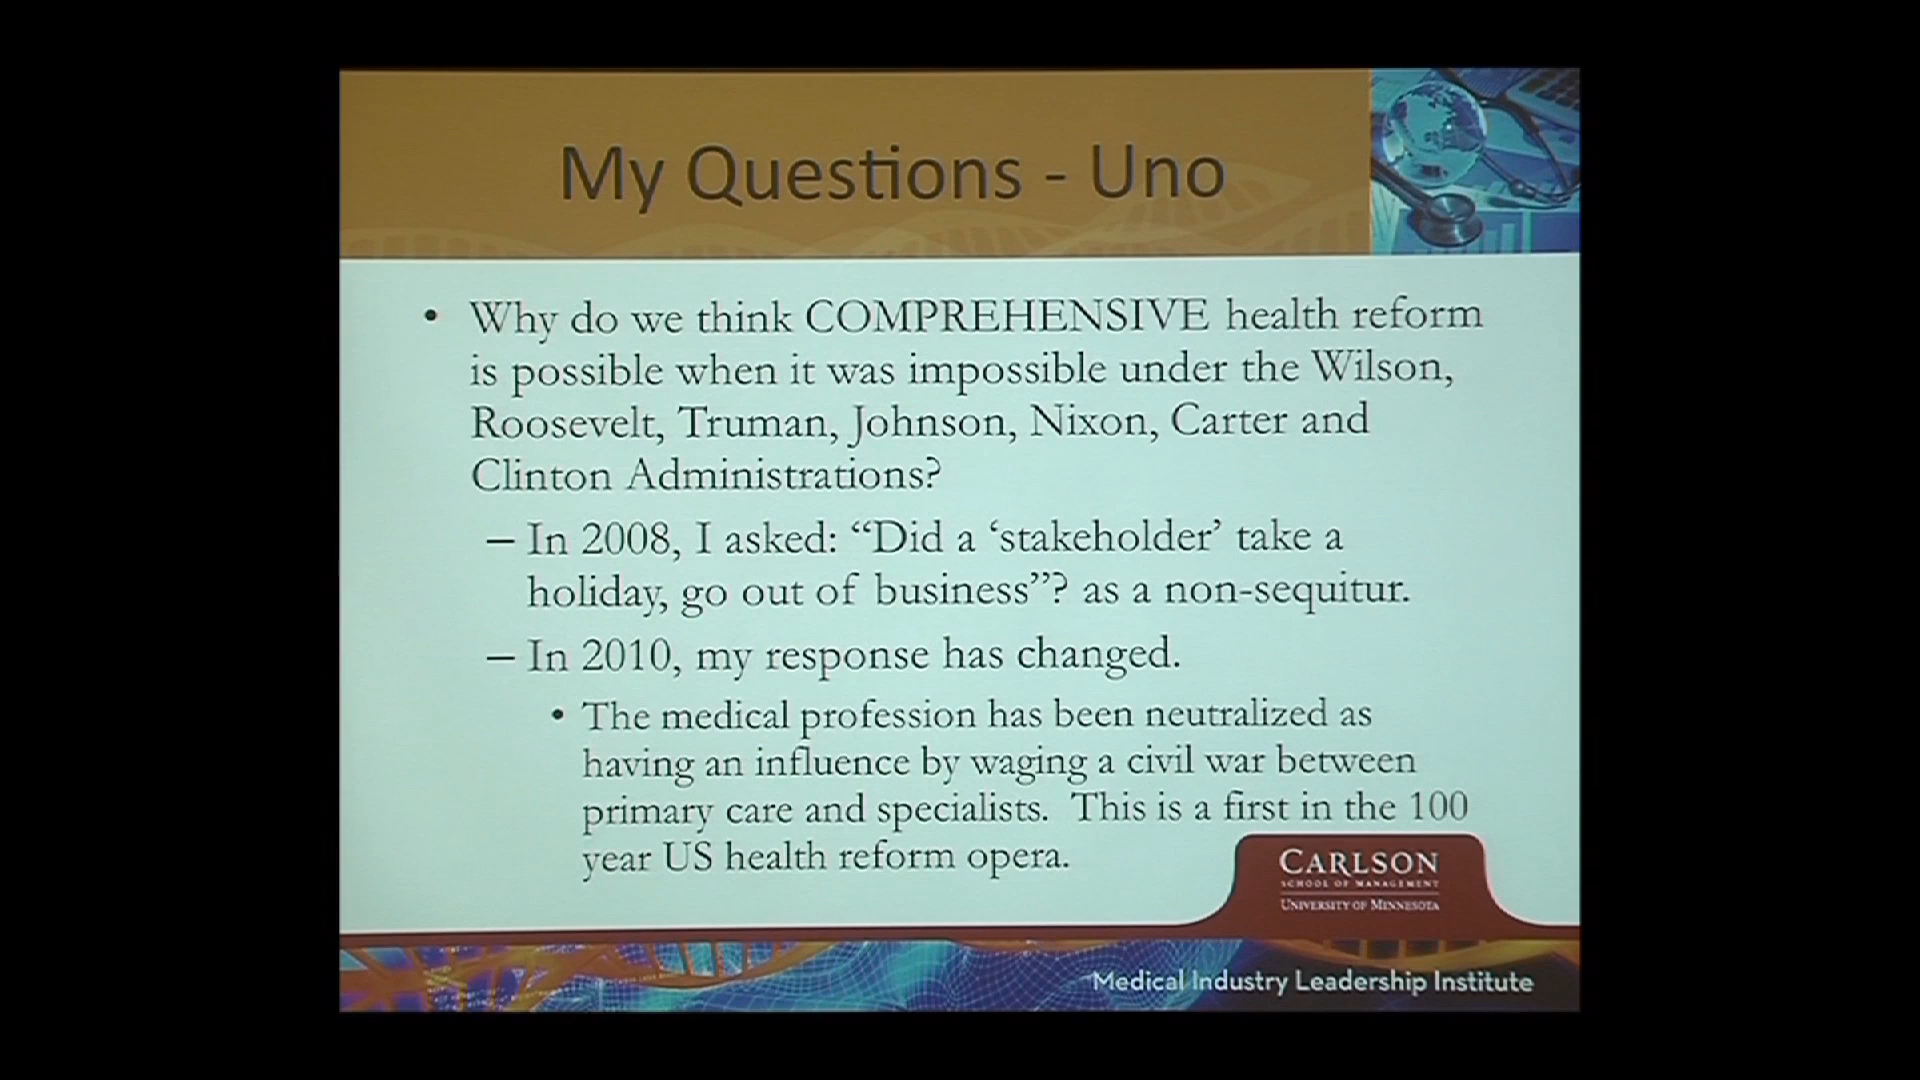 My Questions - Uno
• Why do we think COMPREHENSIVE health reform
is possible when it was impossible under the Wilson,
Roosevelt, Truman, Johnson, Nixon, Carter and
Clinton Administrations?
– In 2008, I asked: “Did a ‘stakeholder’ take a
holiday, go out of business”? as a non-sequitur.
– In 2010, my response has changed.
• The medical profession has been neutralized as
having an influence by waging a civil war between
primary care and specialists. This is a first in the 100
year US health reform opera.
CARLSON
SCHOOL OF MANAGEMENT
UNIVERSITY OF MINNESOTA
Medical Industry Leadership Institute